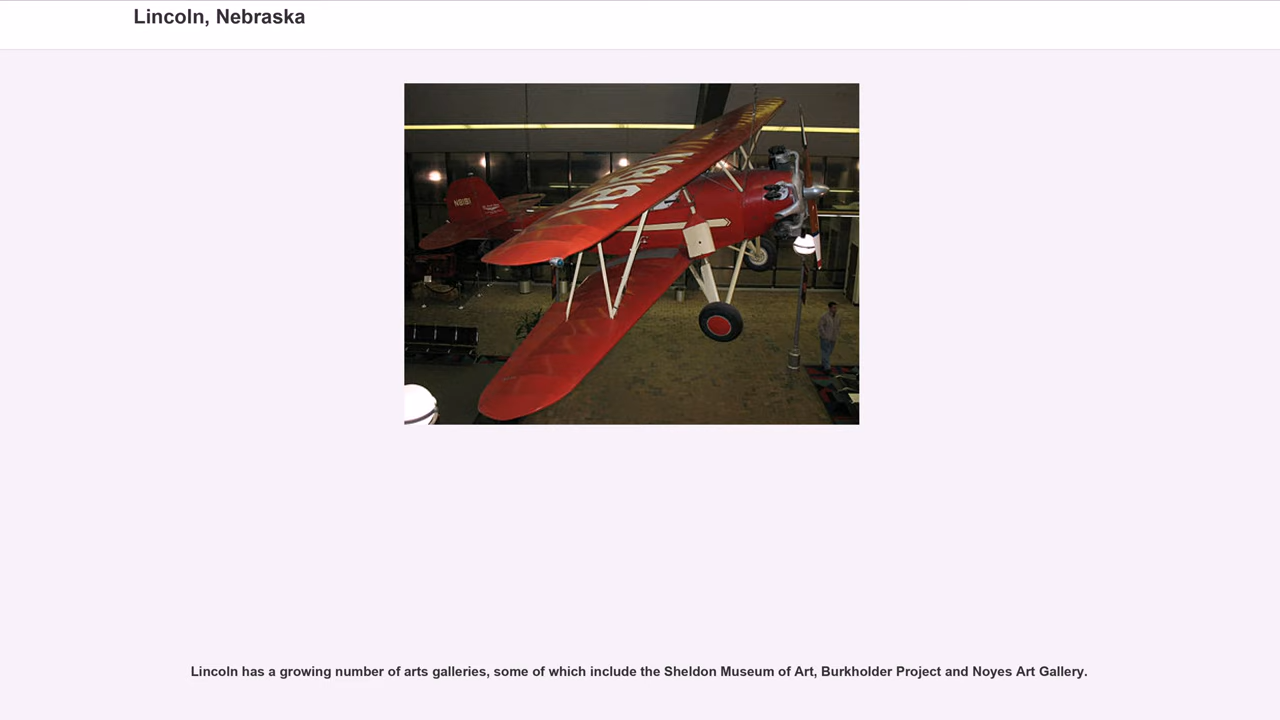 Lincoln, Nebraska
N8181
Lincoln has a growing number of arts galleries, some of which include the Sheldon Museum of Art, Burkholder Project and Noyes Art Gallery.